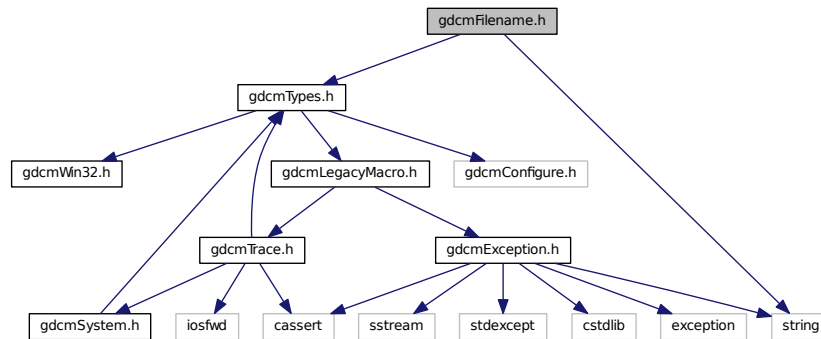 gdcmFilename.h
gdcmTypes.h
gdcmWin32.h
gdcmLegacyMacro.h
gdcmConfigure.h
gdcmTrace.h
gdcmException.h
gdcmSystem.h
iosfwd
cassert
sstream
stdexcept
cstdlib
exception
string